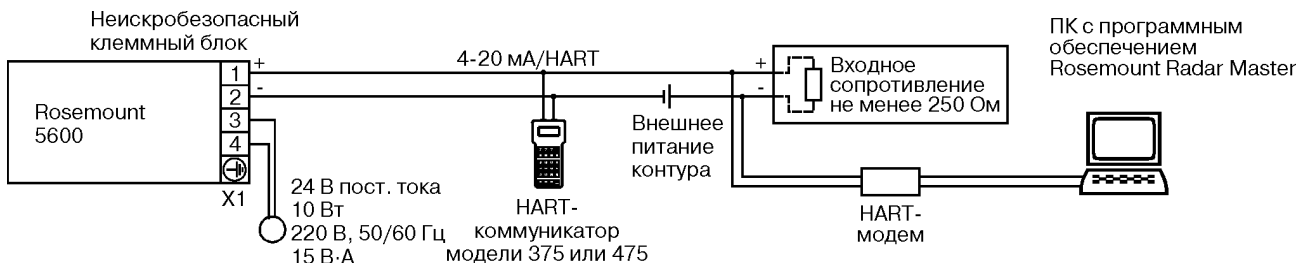 Неискробезопасный
клеммный блок
Rosemount
5600
1
2
3
4
X1
+
-
4-20 мА/HART
24 В пост. тока
10 Вт
220 В, 50/60 Гц
15 В·А
HART-
коммуникатор
модели 375 или 475
Внешнее
питание
контура
+
-
Входное
сопротивление
не менее 250 Ом
HART-
модем
ПК с программным
обеспечением
Rosemount Radar Master